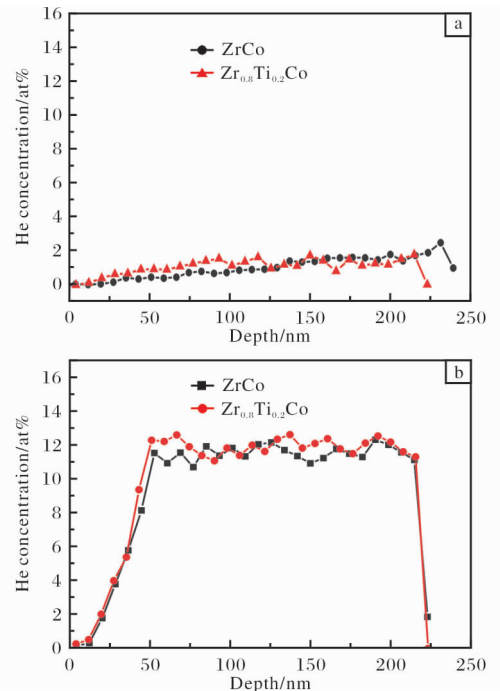 a
16
ZrCo
14
Zr₀.₈Ti₀.₂Co
12
10
8
6
4
2
0
He concentration/at%
0 50 100 150 200 250
Depth/nm
b
16
ZrCo
14
Zr₀.₈Ti₀.₂Co
12
10
8
6
4
2
0
He concentration/at%
0 50 100 150 200 250
Depth/nm